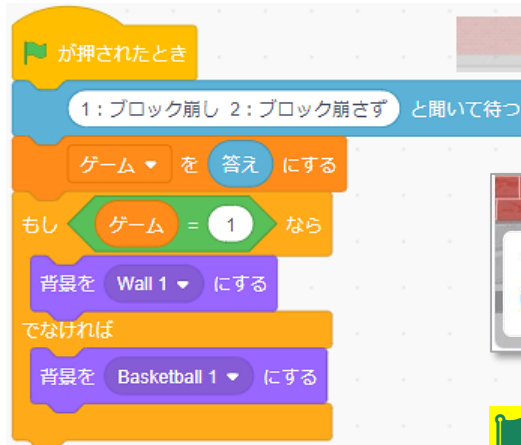 が押されたとき
1：ブロック崩し 2：ブロック崩さず と聞いて待つ
ゲーム を 答え にする
もし ゲーム = 1 なら
背景を Wall 1 にする
でなければ
背景を Basketball 1 にする